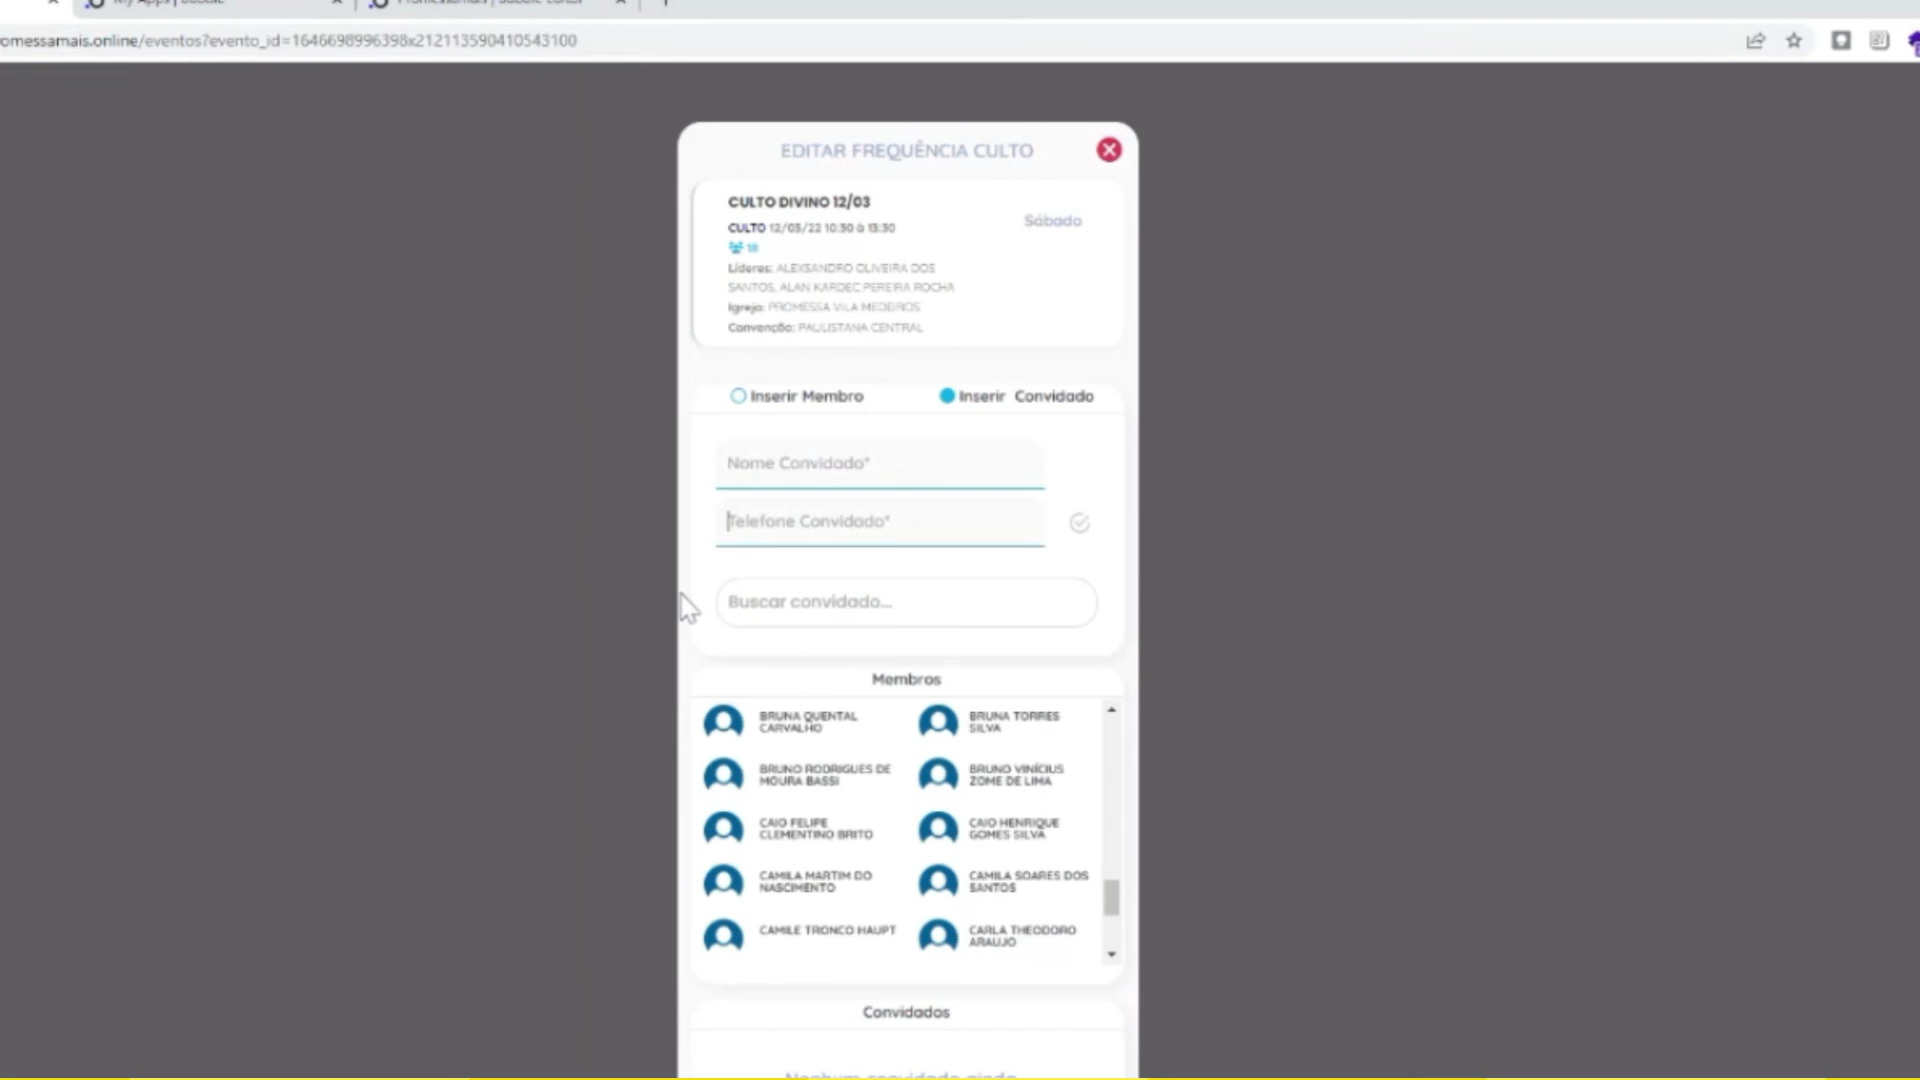 omessamais.online/eventos?evento_id=1646698996398x212113590410543100
EDITAR FREQUÊNCIA CULTO
CULTO DIVINO 12/03
CULTO 12/03/22 10:30 à 13:30
Sábado
18
Líderes: ALEXSANDRO OLIVEIRA DOS
SANTOS, ALAN KARDEC PEREIRA ROCHA
Igreja: PROMESSA VILA MEDEIROS
Convenção: PAULISTANA CENTRAL
Inserir Membro
Inserir Convidado
Nome Convidado*
Telefone Convidado*
Buscar convidado...
Membros
BRUNA QUENTAL
CARVALHO
BRUNA TORRES
SILVA
BRUNO RODRIGUES DE
MOURA BASSI
BRUNO VINÍCIUS
ZOME DE LIMA
CAIO FELIPE
CLEMENTINO BRITO
CAIO HENRIQUE
GOMES SILVA
CAMILA MARTIM DO
NASCIMENTO
CAMILA SOARES DOS
SANTOS
CAMILE TRONCO HAUPT
CARLA THEODORO
ARAUJO
Convidados
Nenhum convidado ainda